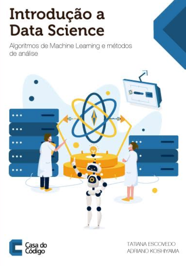 Introdução a
Data Science
Algoritmos de Machine Learning e métodos
de análise
Casa do
Código
TATIANA ESCOVEDO
ADRIANO KOSHIYAMA